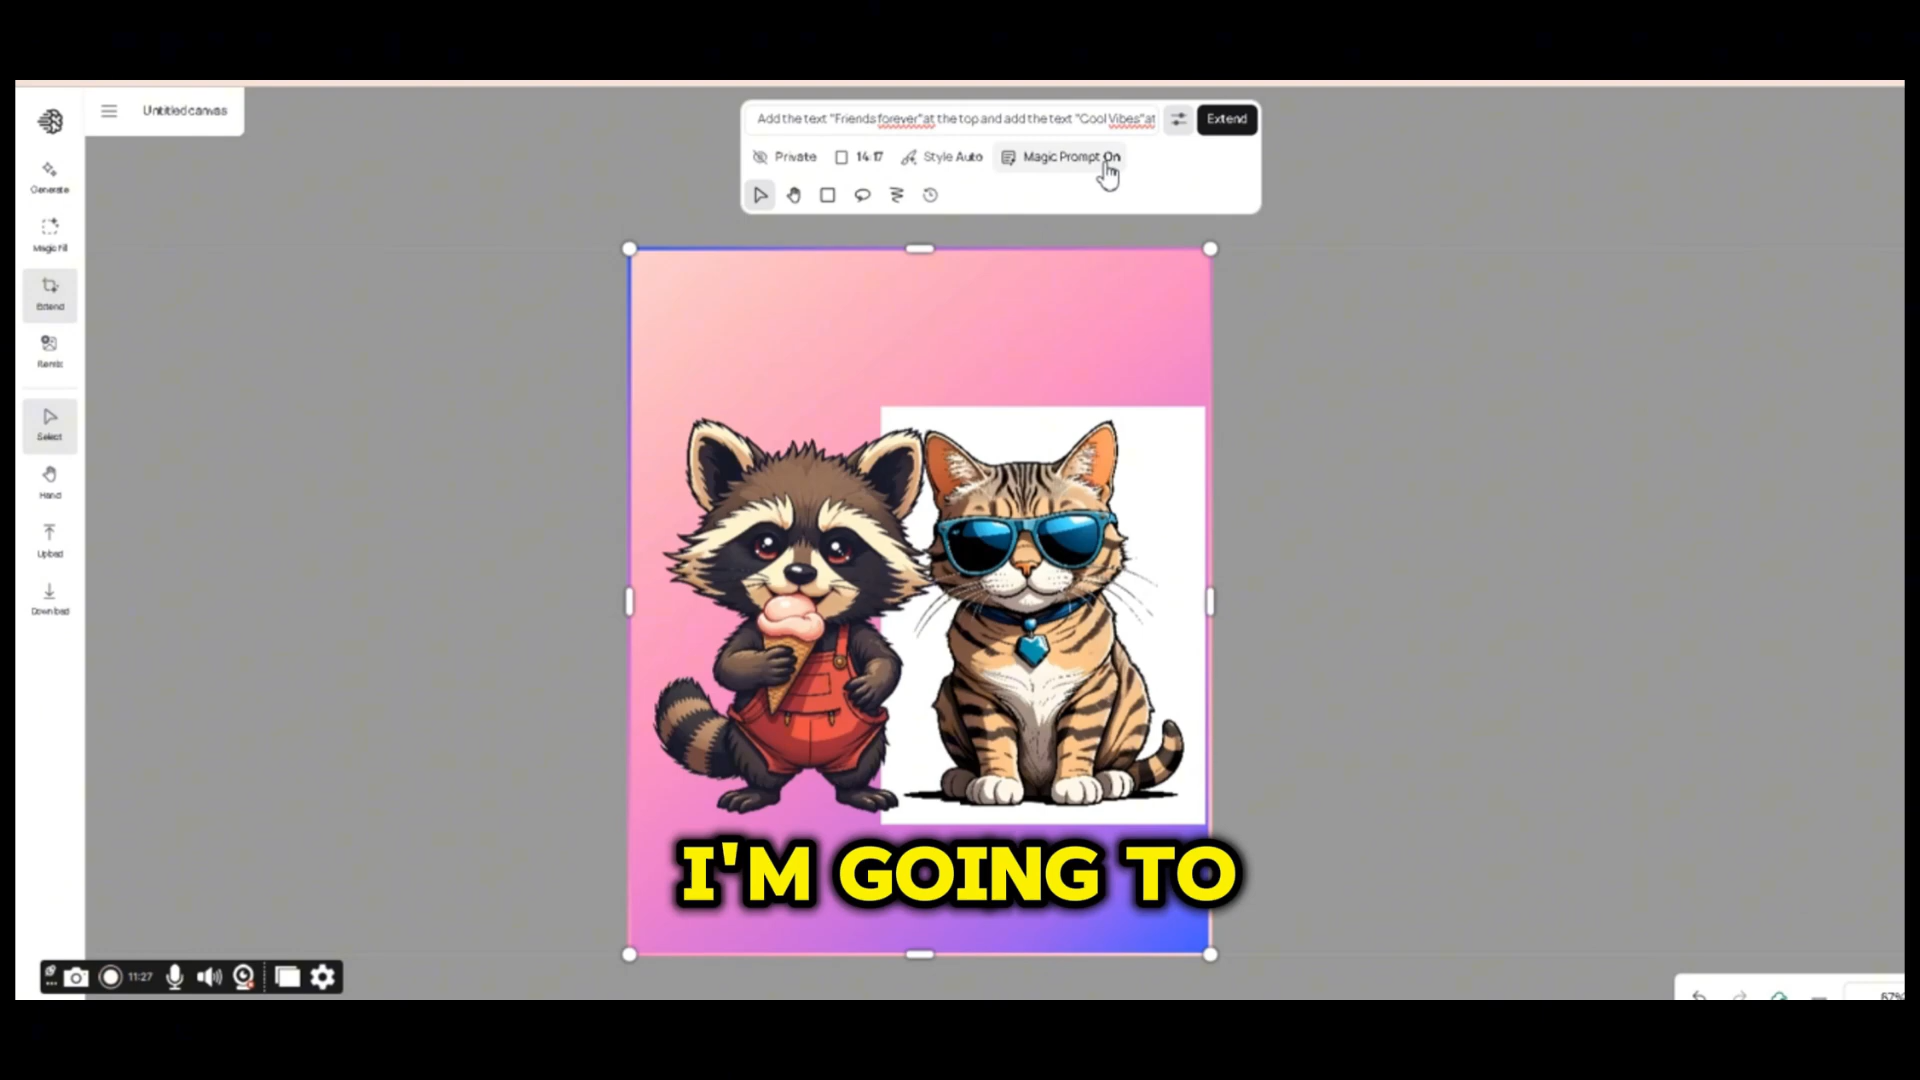 Untitled canvas
Add the text "Friends forever"at the top and add the text "Cool Vibes"at
Extend
Private
14:17
Style Auto
Magic Prompt On
Generate
Magic Fill
Extend
Remix
Select
Hand
Upload
Download
I'M GOING TO
11:27
67%